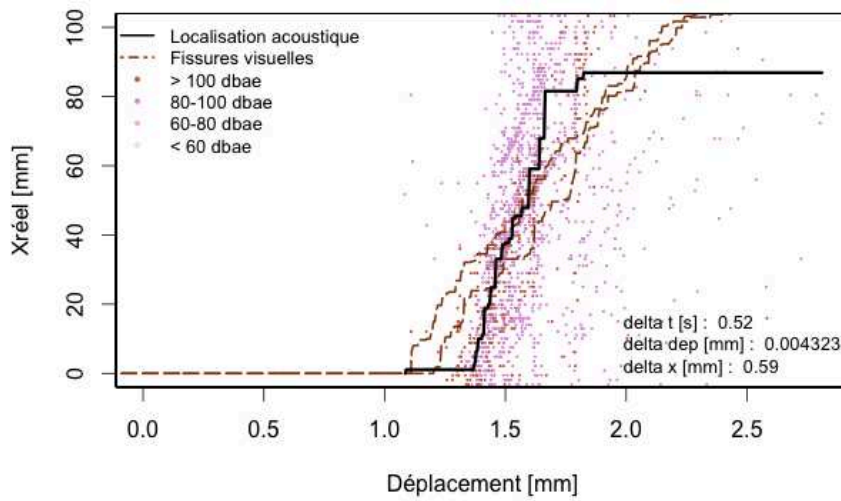 Localisation acoustique
Fissures visuelles
> 100 dbae
80-100 dbae
60-80 dbae
< 60 dbae
100
80
60
40
20
0
Xréel [mm]
delta t [s] : 0.52
delta dep [mm] : 0.004323
delta x [mm] : 0.59
0.0 0.5 1.0 1.5 2.0 2.5
Déplacement [mm]